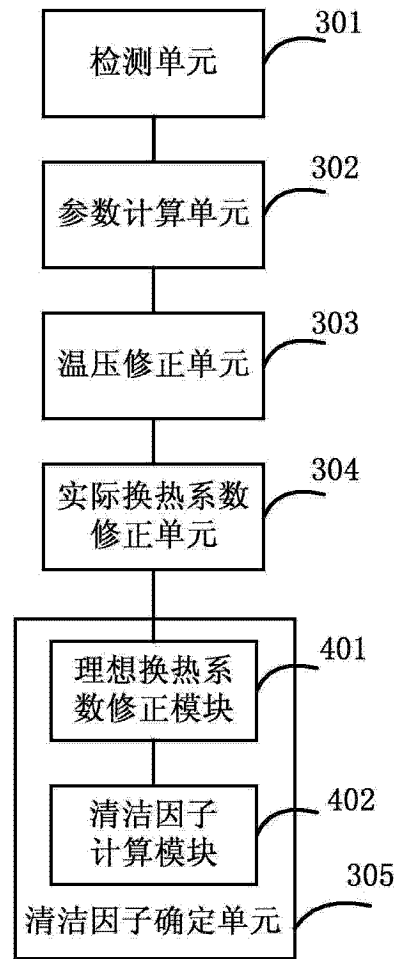 301
检测单元
302
参数计算单元
303
温压修正单元
304
实际换热系数
修正单元
401
理想换热系
数修正模块
402
清洁因子
计算模块
305
清洁因子确定单元